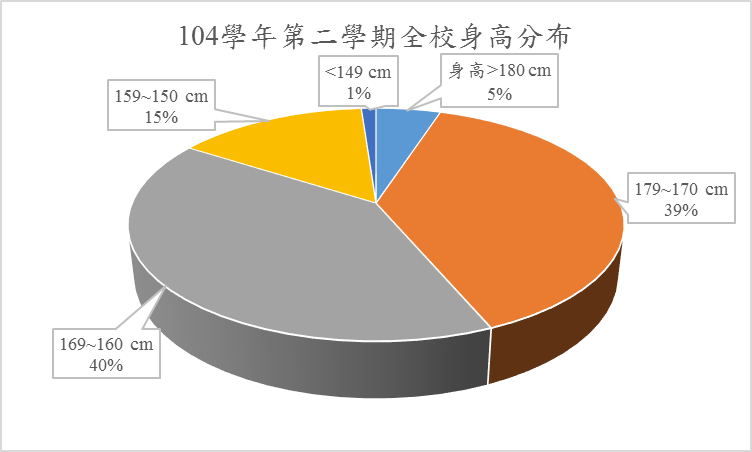 104學年第二學期全校身高分布
<149 cm
1%
身高>180 cm
5%
159~150 cm
15%
179~170 cm
39%
169~160 cm
40%